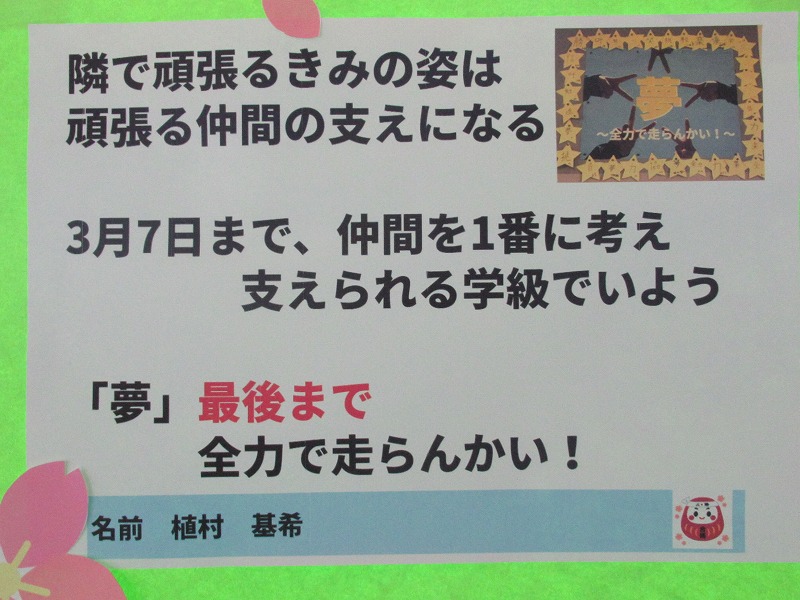 隣で頑張るきみの姿は
頑張る仲間の支えになる
夢
～全力で走らんかい！～
3月7日まで、仲間を1番に考え
支えられる学級でいよう
「夢」最後まで
全力で走らんかい！
名前　植村　基希